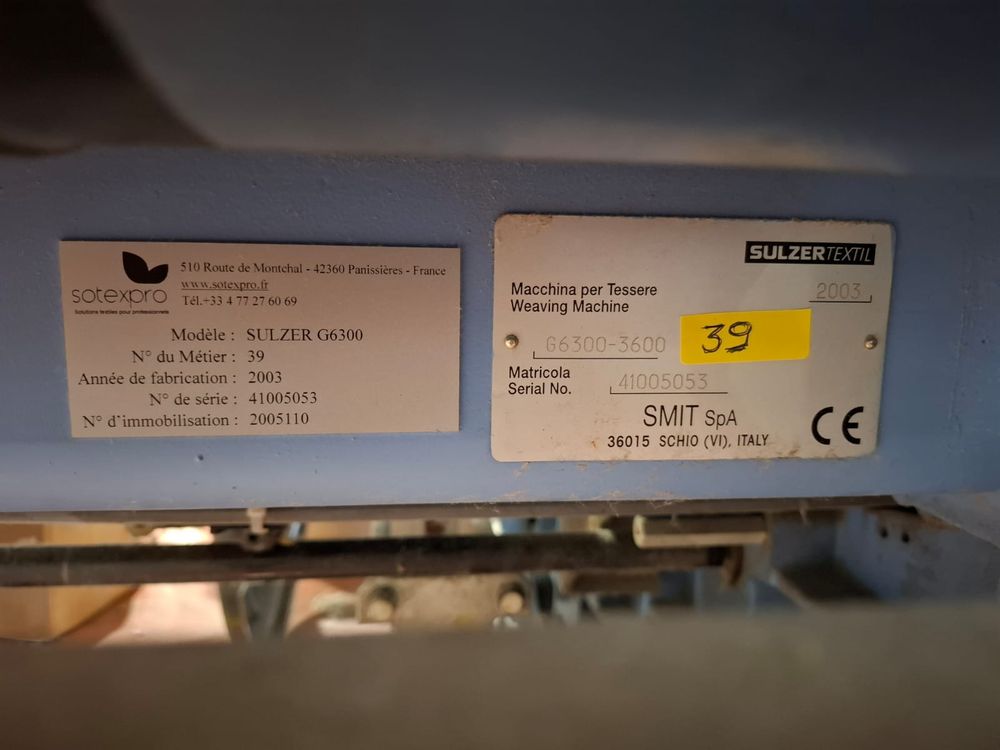 sotexpro
Solutions textiles pour professionnels
510 Route de Montchal - 42360 Panissières - France
www.sotexpro.fr
Tél.+33 4 77 27 60 69
Modèle : SULZER G6300
N° du Métier : 39
Année de fabrication : 2003
N° de série : 41005053
N° d'immobilisation : 2005110
SULZERTEXTIL
Macchina per Tessere
Weaving Machine
2003
G6300-3600
39
Matricola
Serial No.
41005053
SMIT SpA
36015 SCHIO (VI), ITALY
CE